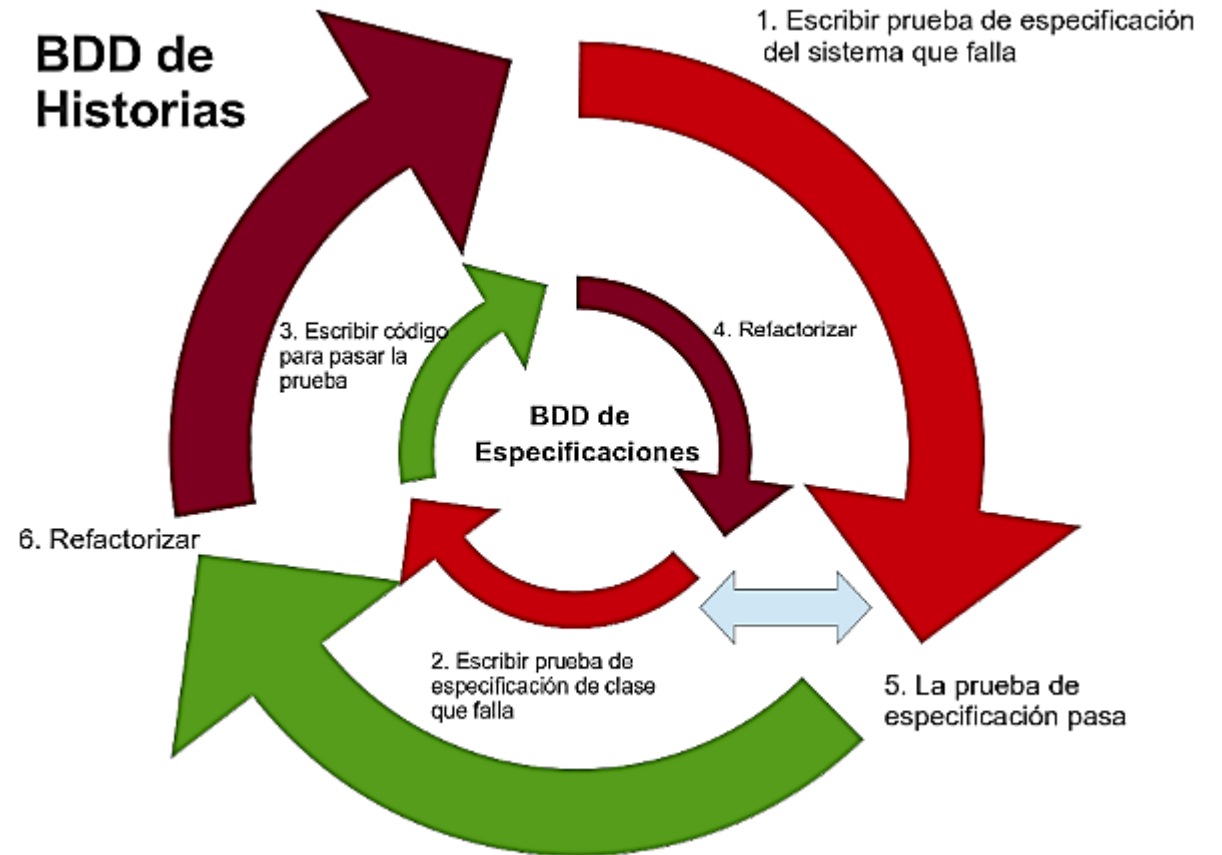 BDD de
Historias
1. Escribir prueba de especificación
del sistema que falla
3. Escribir código
para pasar la
prueba
4. Refactorizar
BDD de
Especificaciones
6. Refactorizar
2. Escribir prueba de
especificación de clase
que falla
5. La prueba de
especificación pasa